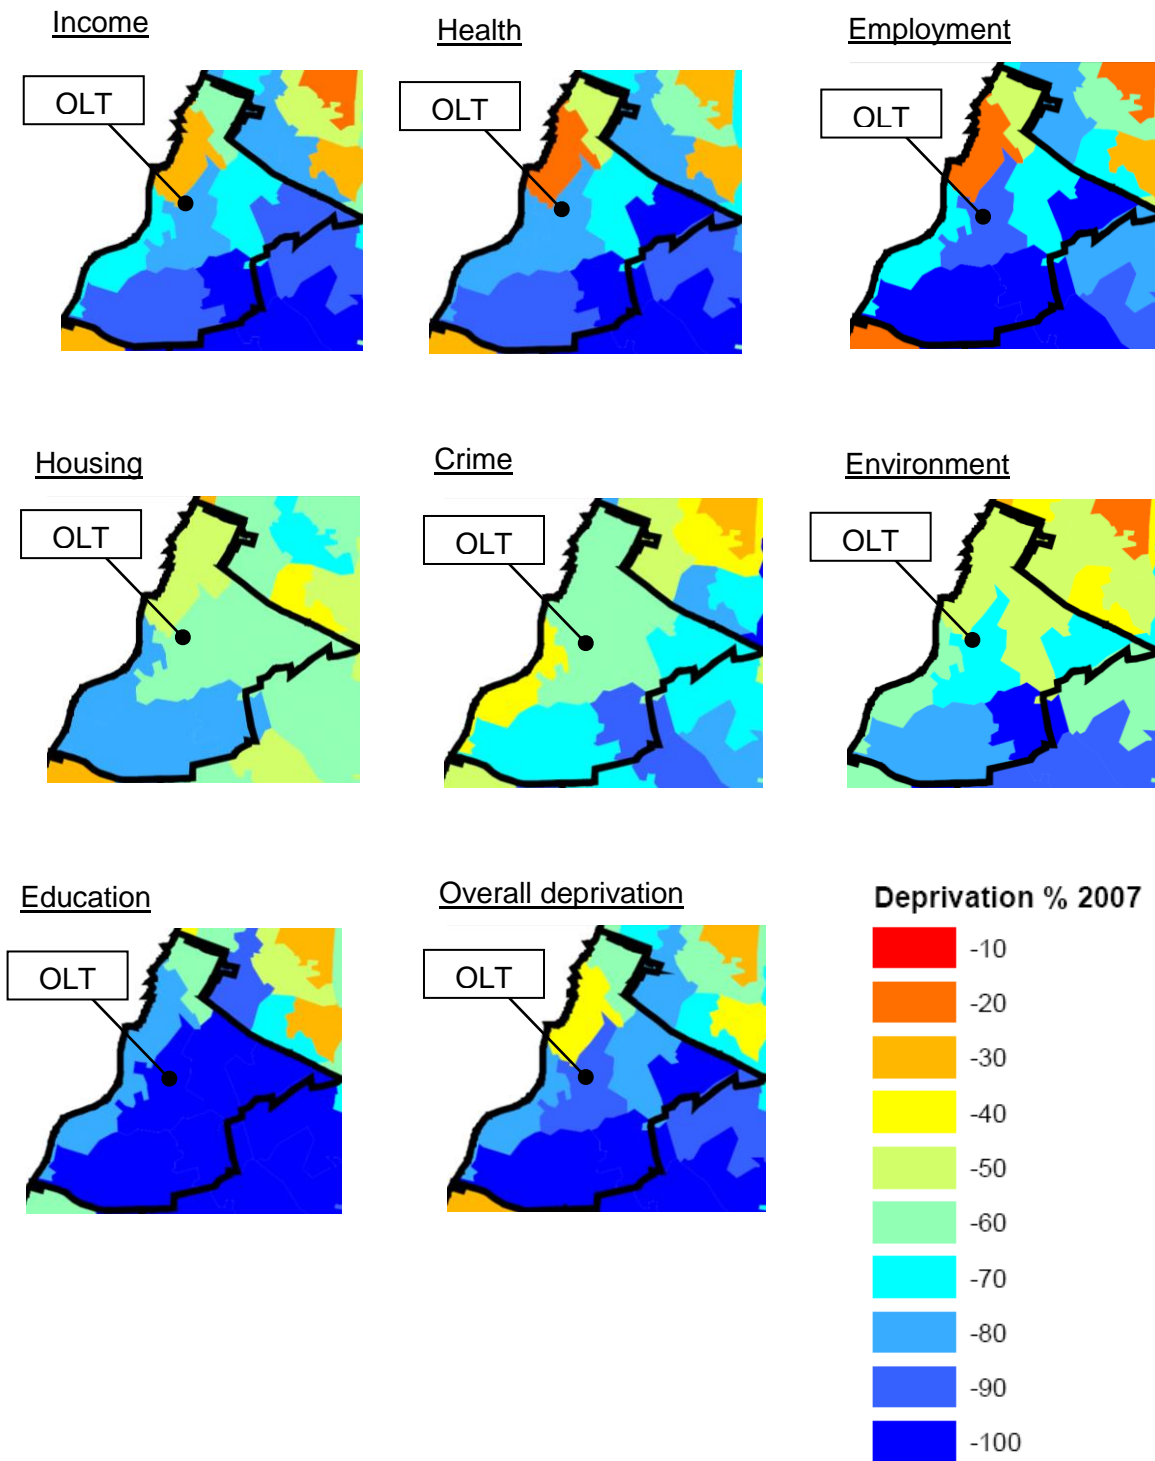 Income
Health
Employment
OLT
OLT
OLT
Housing
Crime
Environment
OLT
OLT
OLT
Education
Overall deprivation
Deprivation % 2007
OLT
OLT
-10
-20
-30
-40
-50
-60
-70
-80
-90
-100